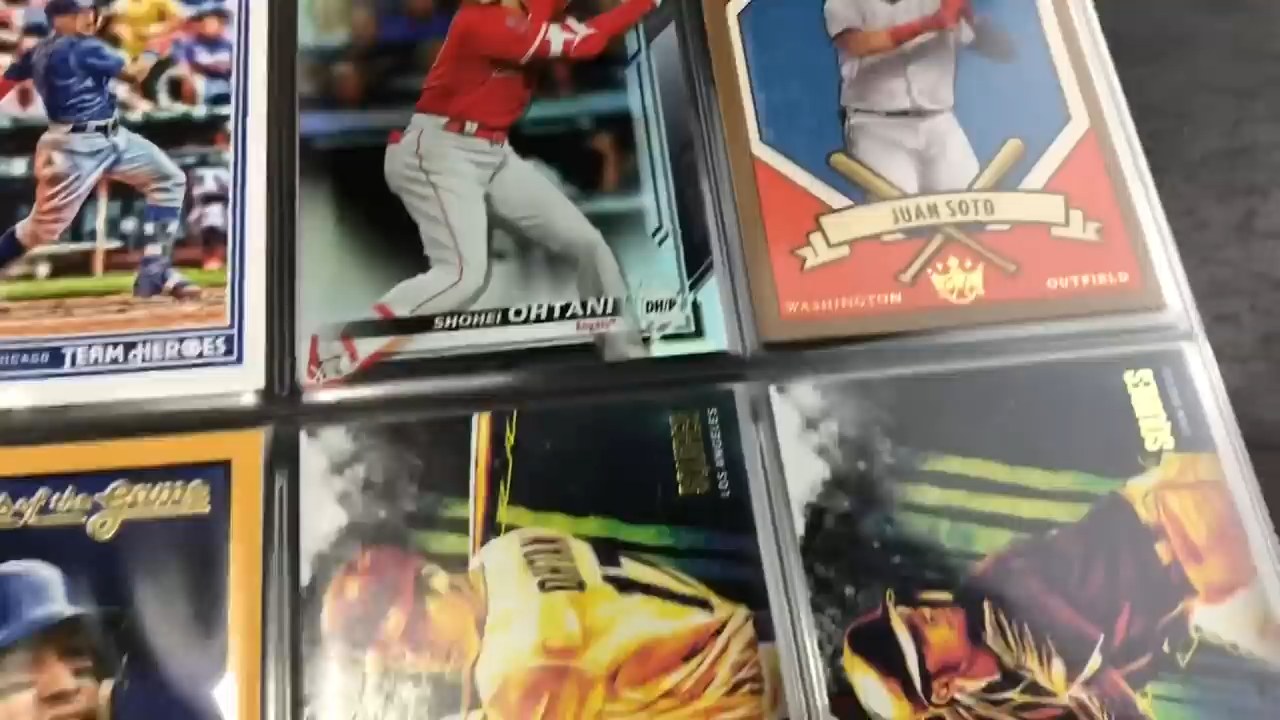 CHICAGO TEAM HEROES
SHOHEI OHTANI
Angels
DH/P
JUAN SOTO
WASHINGTON
OUTFIELD
of the Game
LOS ANGELES